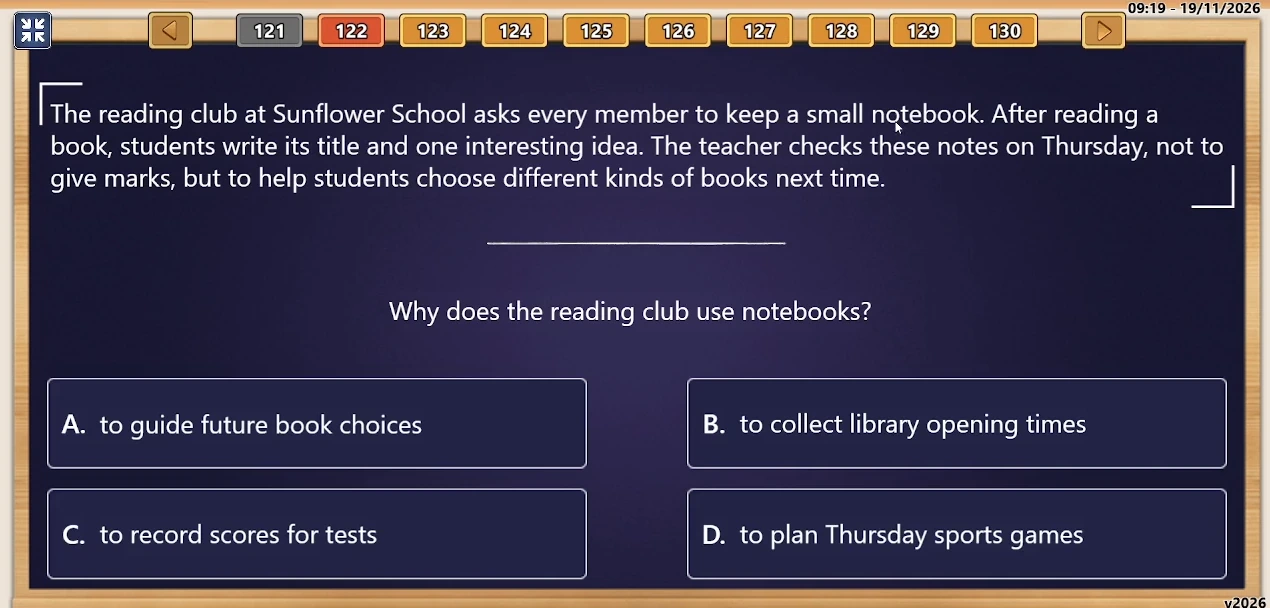 09:19 - 19/11/2026
121 122 123 124 125 126 127 128 129 130
The reading club at Sunflower School asks every member to keep a small notebook. After reading a
book, students write its title and one interesting idea. The teacher checks these notes on Thursday, not to
give marks, but to help students choose different kinds of books next time.
Why does the reading club use notebooks?
A. to guide future book choices
B. to collect library opening times
C. to record scores for tests
D. to plan Thursday sports games
v2026